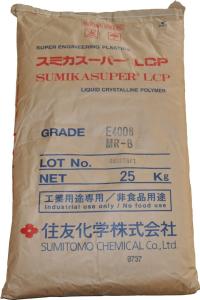 SUPER ENGINEERING PLASTICS
スミカスーパー LCP
SUMIKASUPER LCP
LIQUID CRYSTALLINE POLYMER
GRADE E4008
MR-B
LOT No.
NET 25 Kg
工業用途専用/非食品用途
Industrial use only / No food use
住友化学株式会社
SUMITOMO CHEMICAL Co., Ltd.
9737